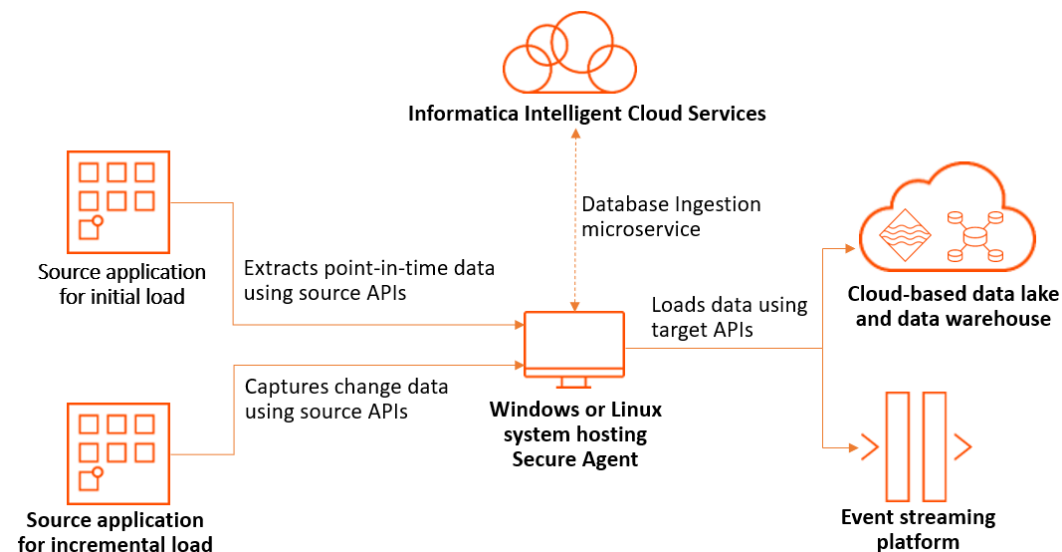 Informatica Intelligent Cloud Services
Database Ingestion
microservice
Source application
for initial load
Extracts point-in-time data
using source APIs
Loads data using
target APIs
Cloud-based data lake
and data warehouse
Captures change data
using source APIs
Windows or Linux
system hosting
Secure Agent
Source application
for incremental load
Event streaming
platform